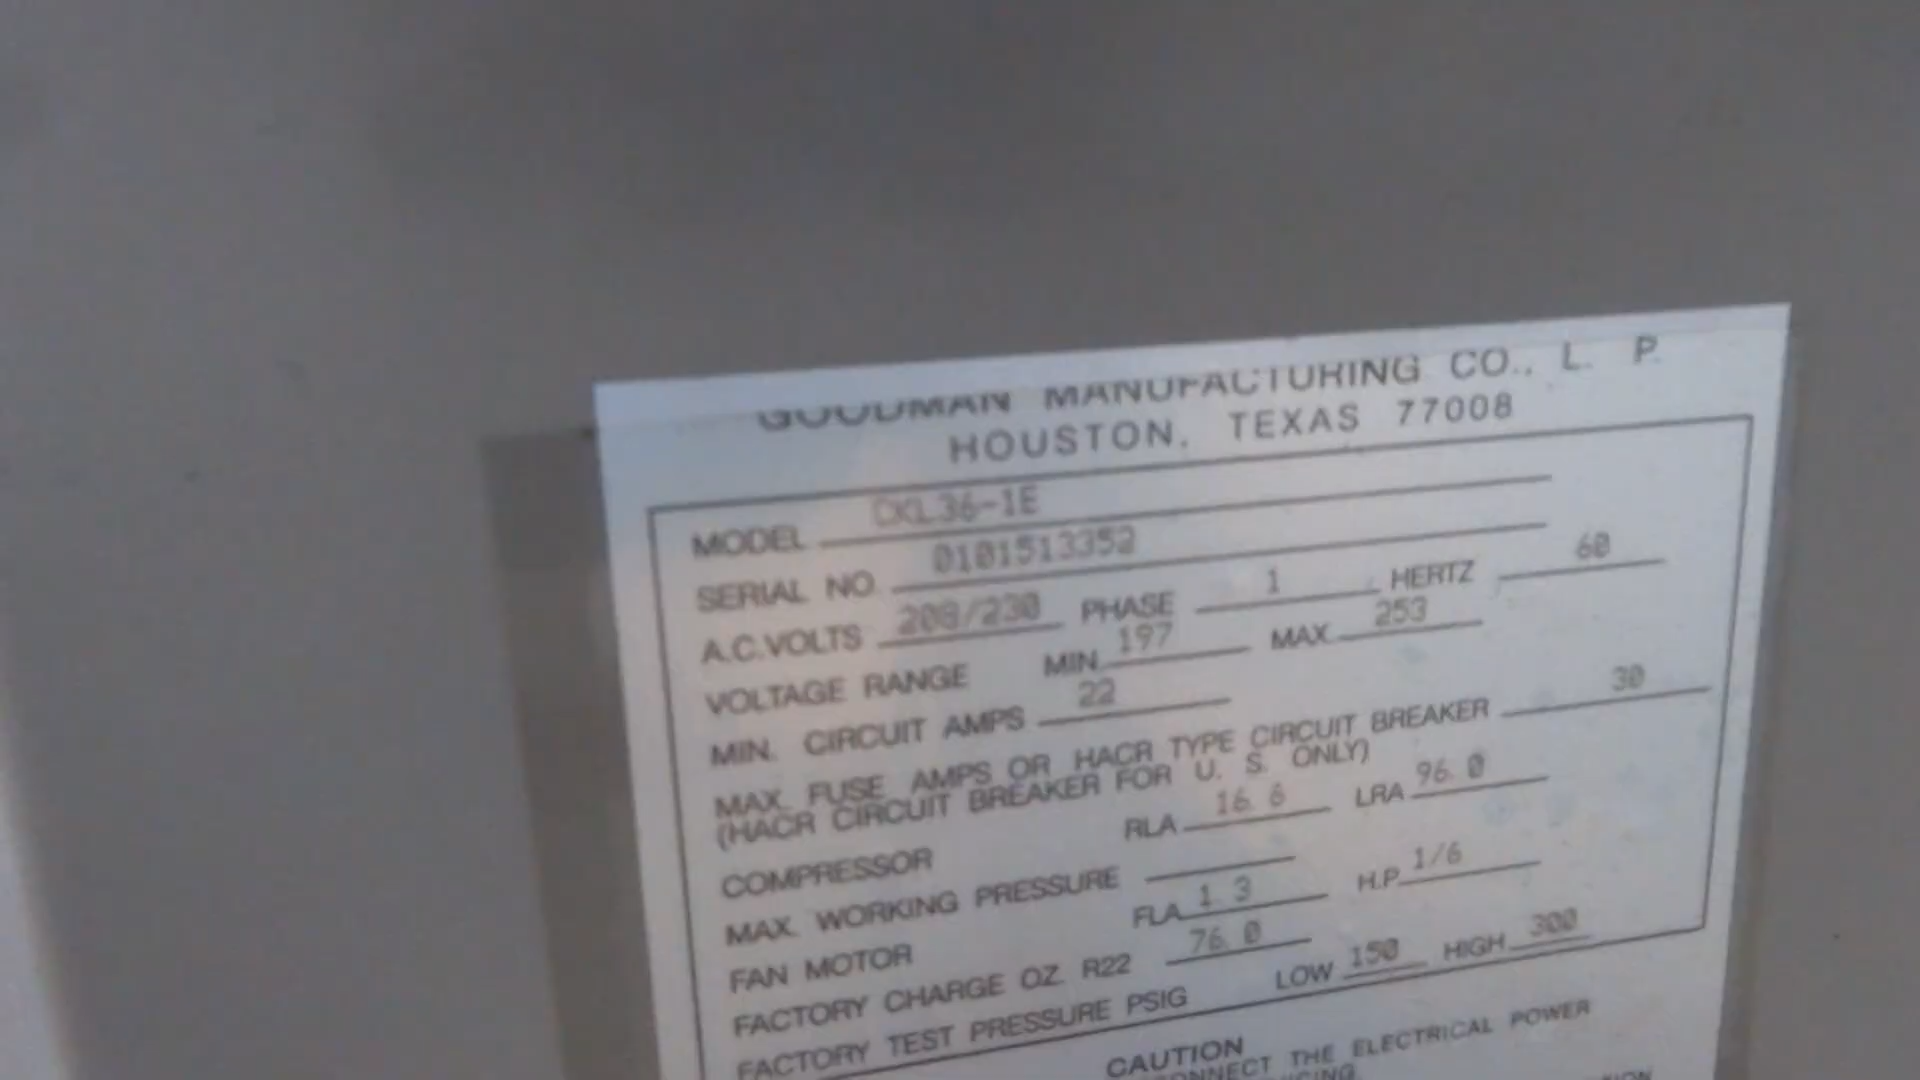 GOODMAN MANUFACTURING CO., L. P.
HOUSTON, TEXAS 77008
MODEL CKL36-1E
SERIAL NO. 0101513352
A.C.VOLTS 208/230 PHASE 1 HERTZ 60
VOLTAGE RANGE MIN. 197 MAX. 253
MIN. CIRCUIT AMPS 22
MAX. FUSE AMPS OR HACR TYPE CIRCUIT BREAKER 30
(HACR CIRCUIT BREAKER FOR U. S. ONLY)
COMPRESSOR RLA 16.6 LRA 96.0
MAX. WORKING PRESSURE
FAN MOTOR FLA 1.3 H.P. 1/6
FACTORY CHARGE OZ. R22 76.0
FACTORY TEST PRESSURE PSIG LOW 150 HIGH 300
CAUTION
THE ELECTRICAL POWER